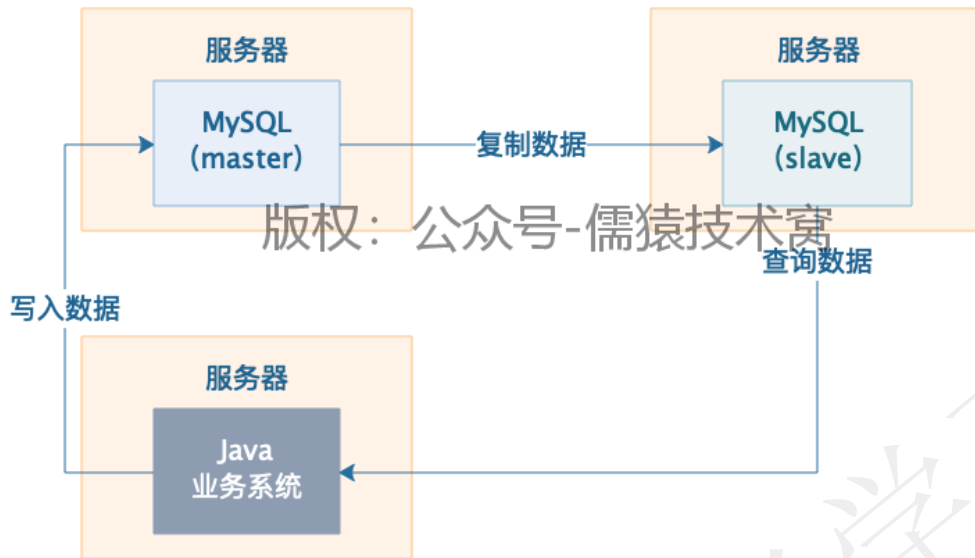 服务器
服务器
MySQL
(master)
复制数据
MySQL
(slave)
版权：公众号-儒猿技术窝
查询数据
写入数据
服务器
Java
业务系统
学